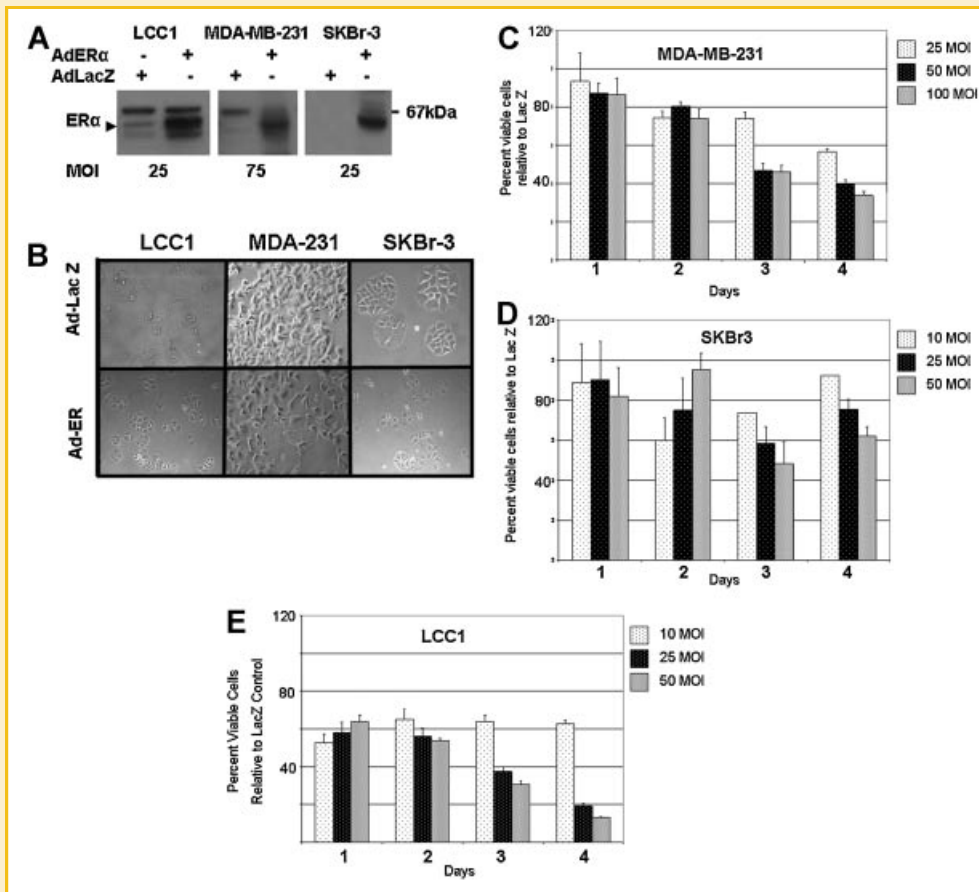 A
LCC1 MDA-MB-231 SKBr-3
AdERα - + - + - +
AdLacZ + - + - + -
67kDa
ERα
MOI 25 75 25
B
LCC1 MDA-231 SKBr-3
Ad-Lac Z
Ad-ER
C
MDA-MB-231
25 MOI
50 MOI
100 MOI
Percent viable cells
relative to Lac Z
120
80
40
1 2 3 4
Days
D
SKBr3
10 MOI
25 MOI
50 MOI
Percent viable cells relative to Lac Z
120
80
40
1 2 3 4
Days
E
LCC1
10 MOI
25 MOI
50 MOI
Percent Viable Cells
Relative to LacZ Control
120
80
40
1 2 3 4
Days